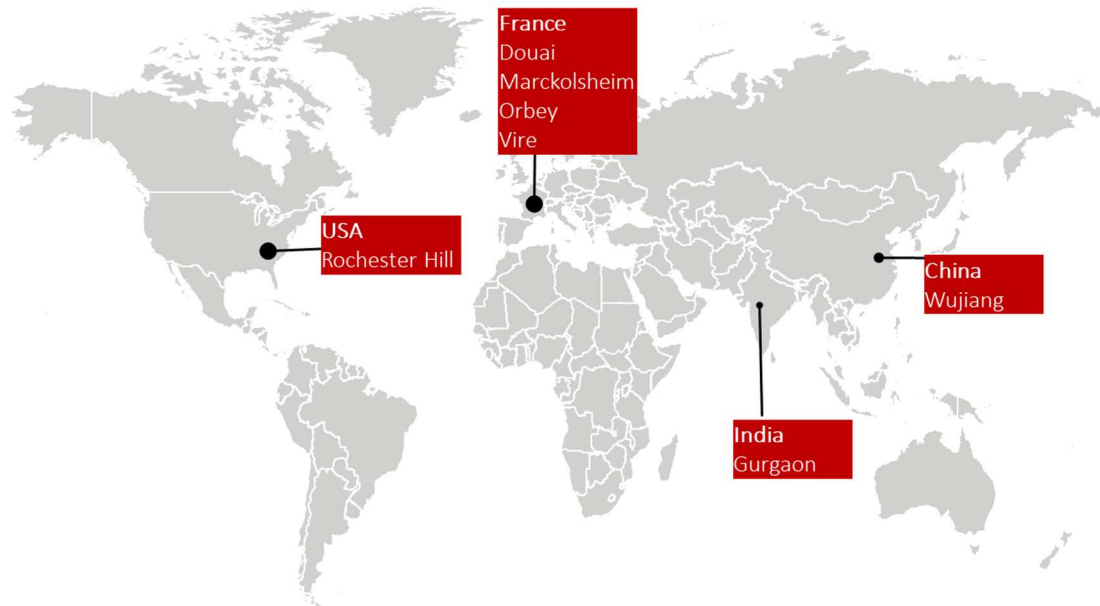 France
Douai
Marckolsheim
Orbey
Vire
USA
Rochester Hill
China
Wujiang
India
Gurgaon